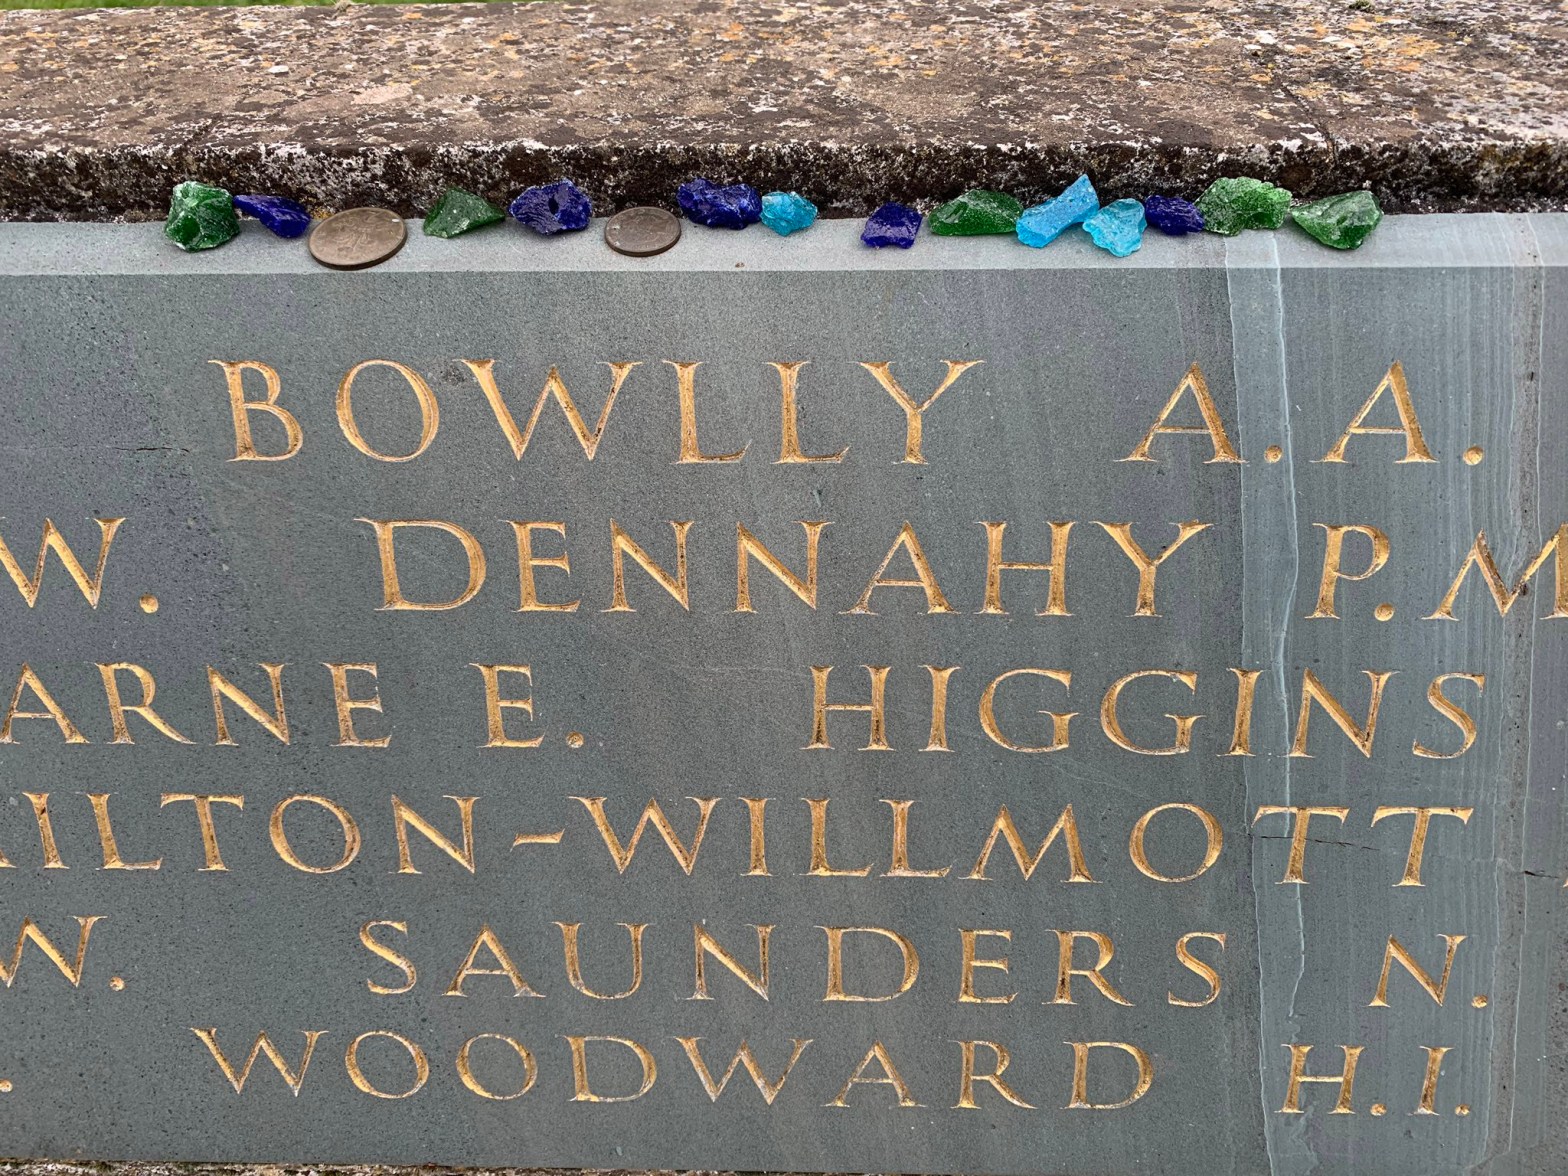 BOWLLY A. A.
W. DENNAHY P. M
ARNE E. HIGGINS
ILTON-WILLMOTT
W. SAUNDERS N.
WOODWARD H.I.